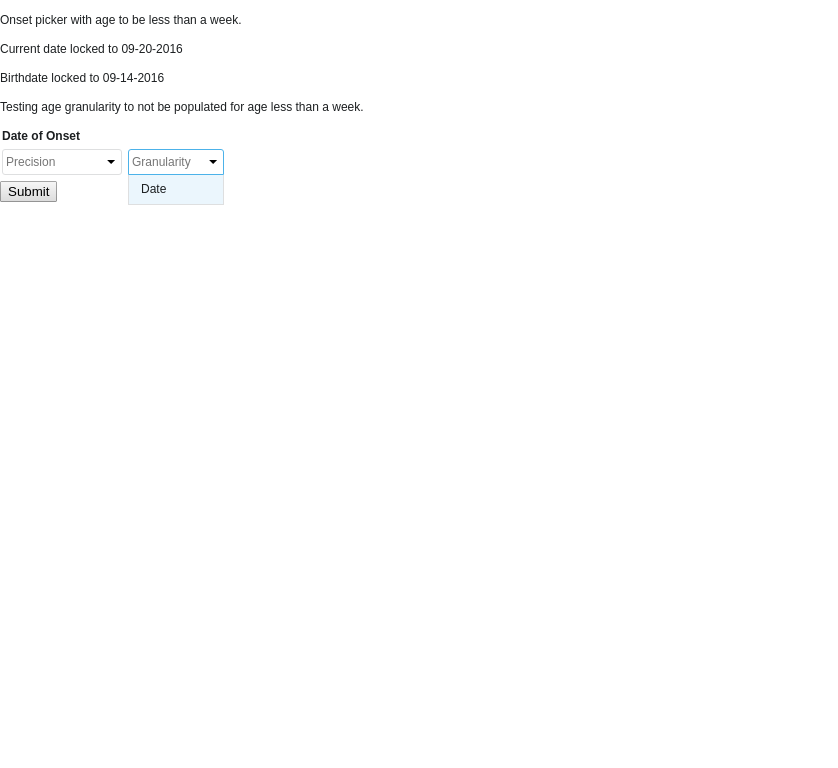 Onset picker with age to be less than a week.
Current date locked to 09-20-2016
Birthdate locked to 09-14-2016
Testing age granularity to not be populated for age less than a week.
Date of Onset
Precision Granularity
Submit Date